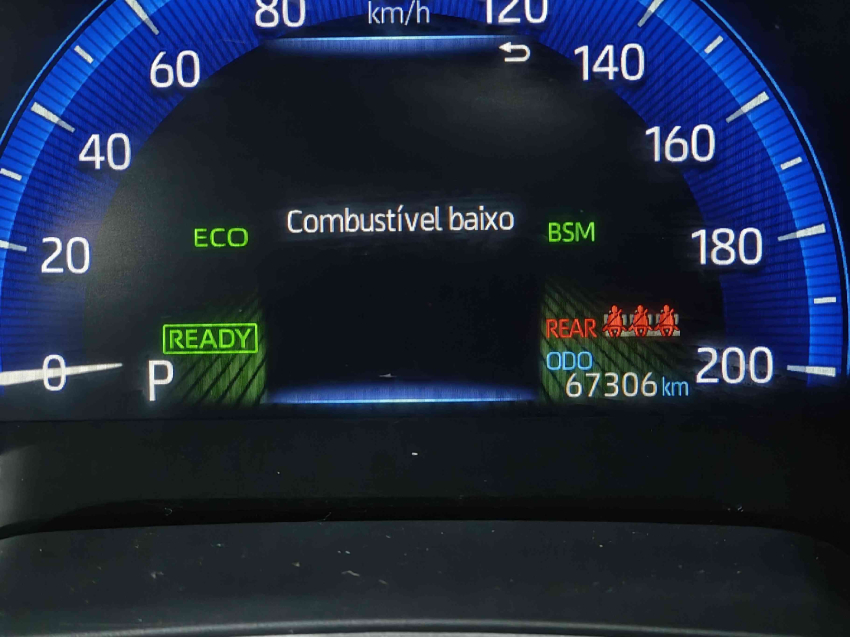 80 km/h 120
60 140
40 160
Combustível baixo
ECO BSM
20 180
READY REAR
ODO
0 P 67306 km 200